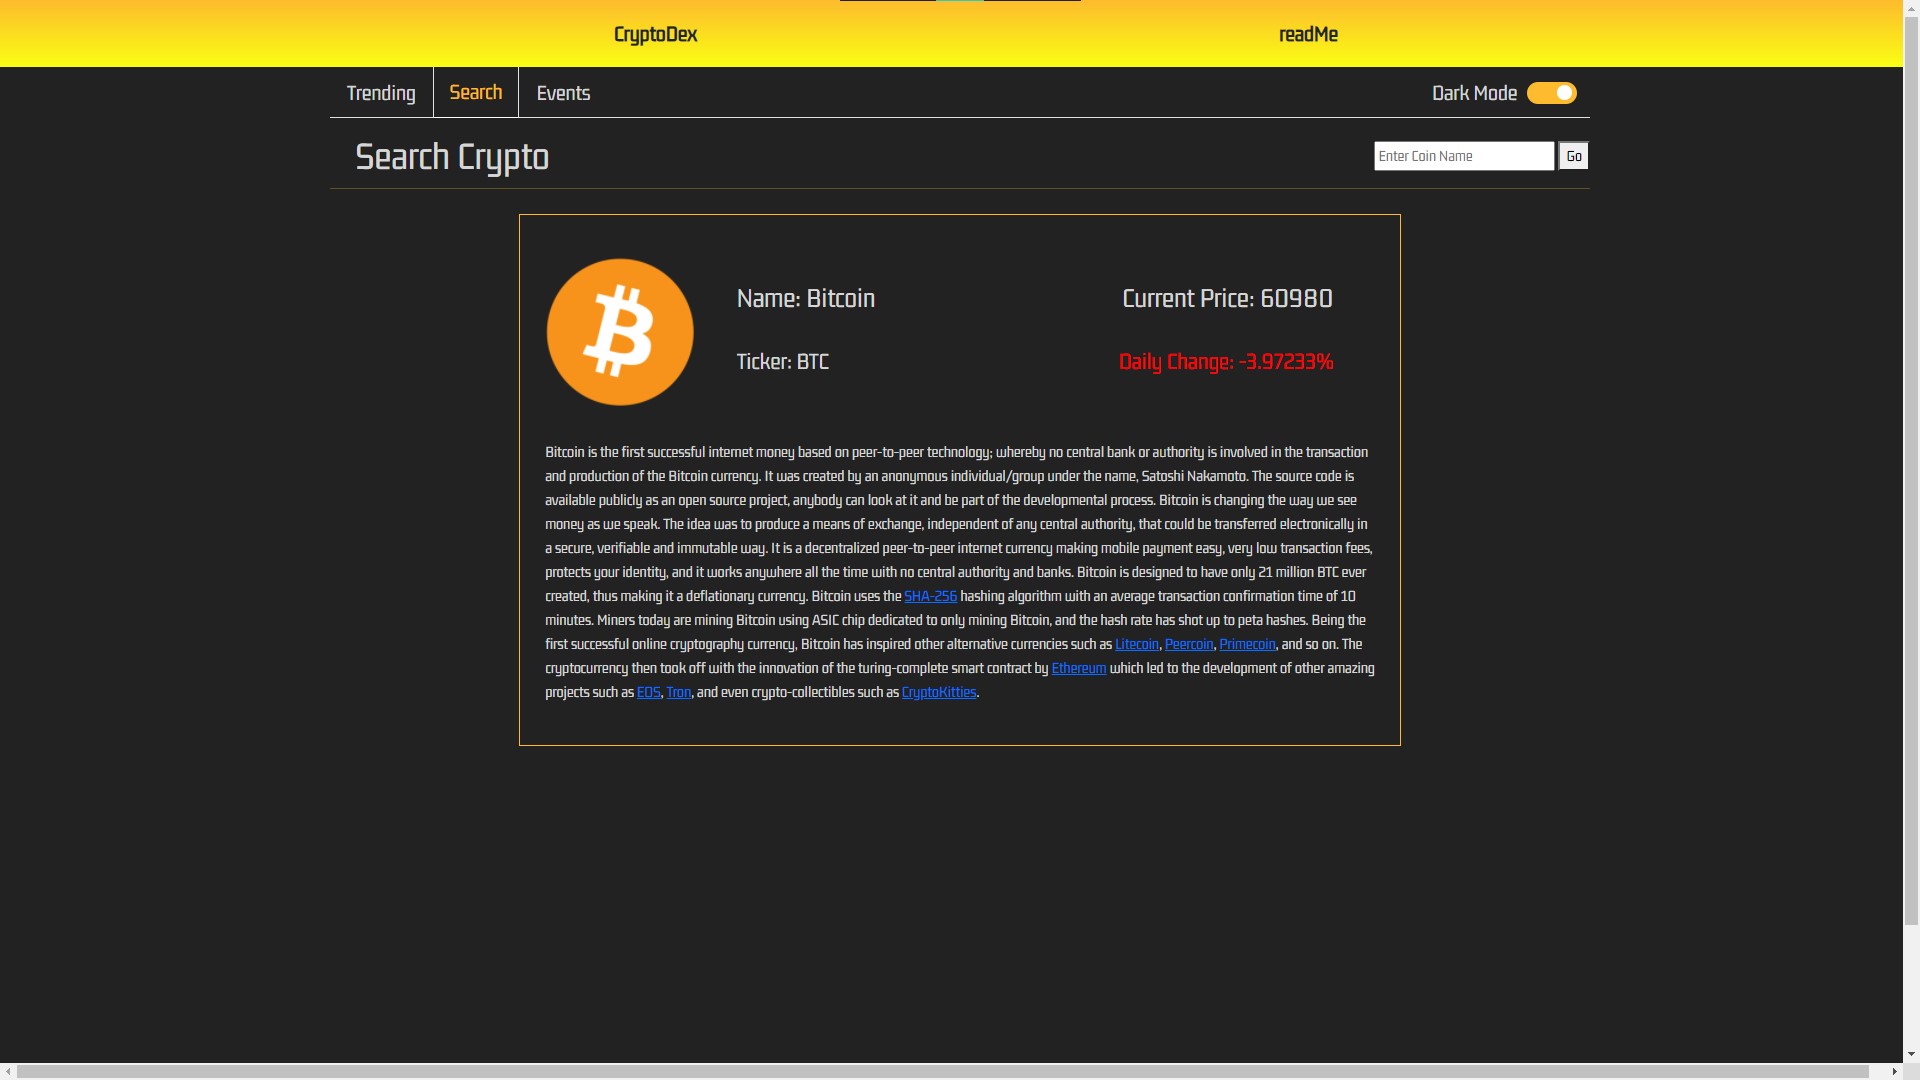 CryptoDex readMe
Trending Search Events Dark Mode
Search Crypto Enter Coin Name Go
Name: Bitcoin Current Price: 60980
Ticker: BTC Daily Change: -3.97233%
Bitcoin is the first successful internet money based on peer-to-peer technology; whereby no central bank or authority is involved in the transaction
and production of the Bitcoin currency. It was created by an anonymous individual/group under the name, Satoshi Nakamoto. The source code is
available publicly as an open source project, anybody can look at it and be part of the developmental process. Bitcoin is changing the way we see
money as we speak. The idea was to produce a means of exchange, independent of any central authority, that could be transferred electronically in
a secure, verifiable and immutable way. It is a decentralized peer-to-peer internet currency making mobile payment easy, very low transaction fees,
protects your identity, and it works anywhere all the time with no central authority and banks. Bitcoin is designed to have only 21 million BTC ever
created, thus making it a deflationary currency. Bitcoin uses the SHA-256 hashing algorithm with an average transaction confirmation time of 10
minutes. Miners today are mining Bitcoin using ASIC chip dedicated to only mining Bitcoin, and the hash rate has shot up to peta hashes. Being the
first successful online cryptography currency, Bitcoin has inspired other alternative currencies such as Litecoin, Peercoin, Primecoin, and so on. The
cryptocurrency then took off with the innovation of the turing-complete smart contract by Ethereum which led to the development of other amazing
projects such as EOS, Tron, and even crypto-collectibles such as CryptoKitties.